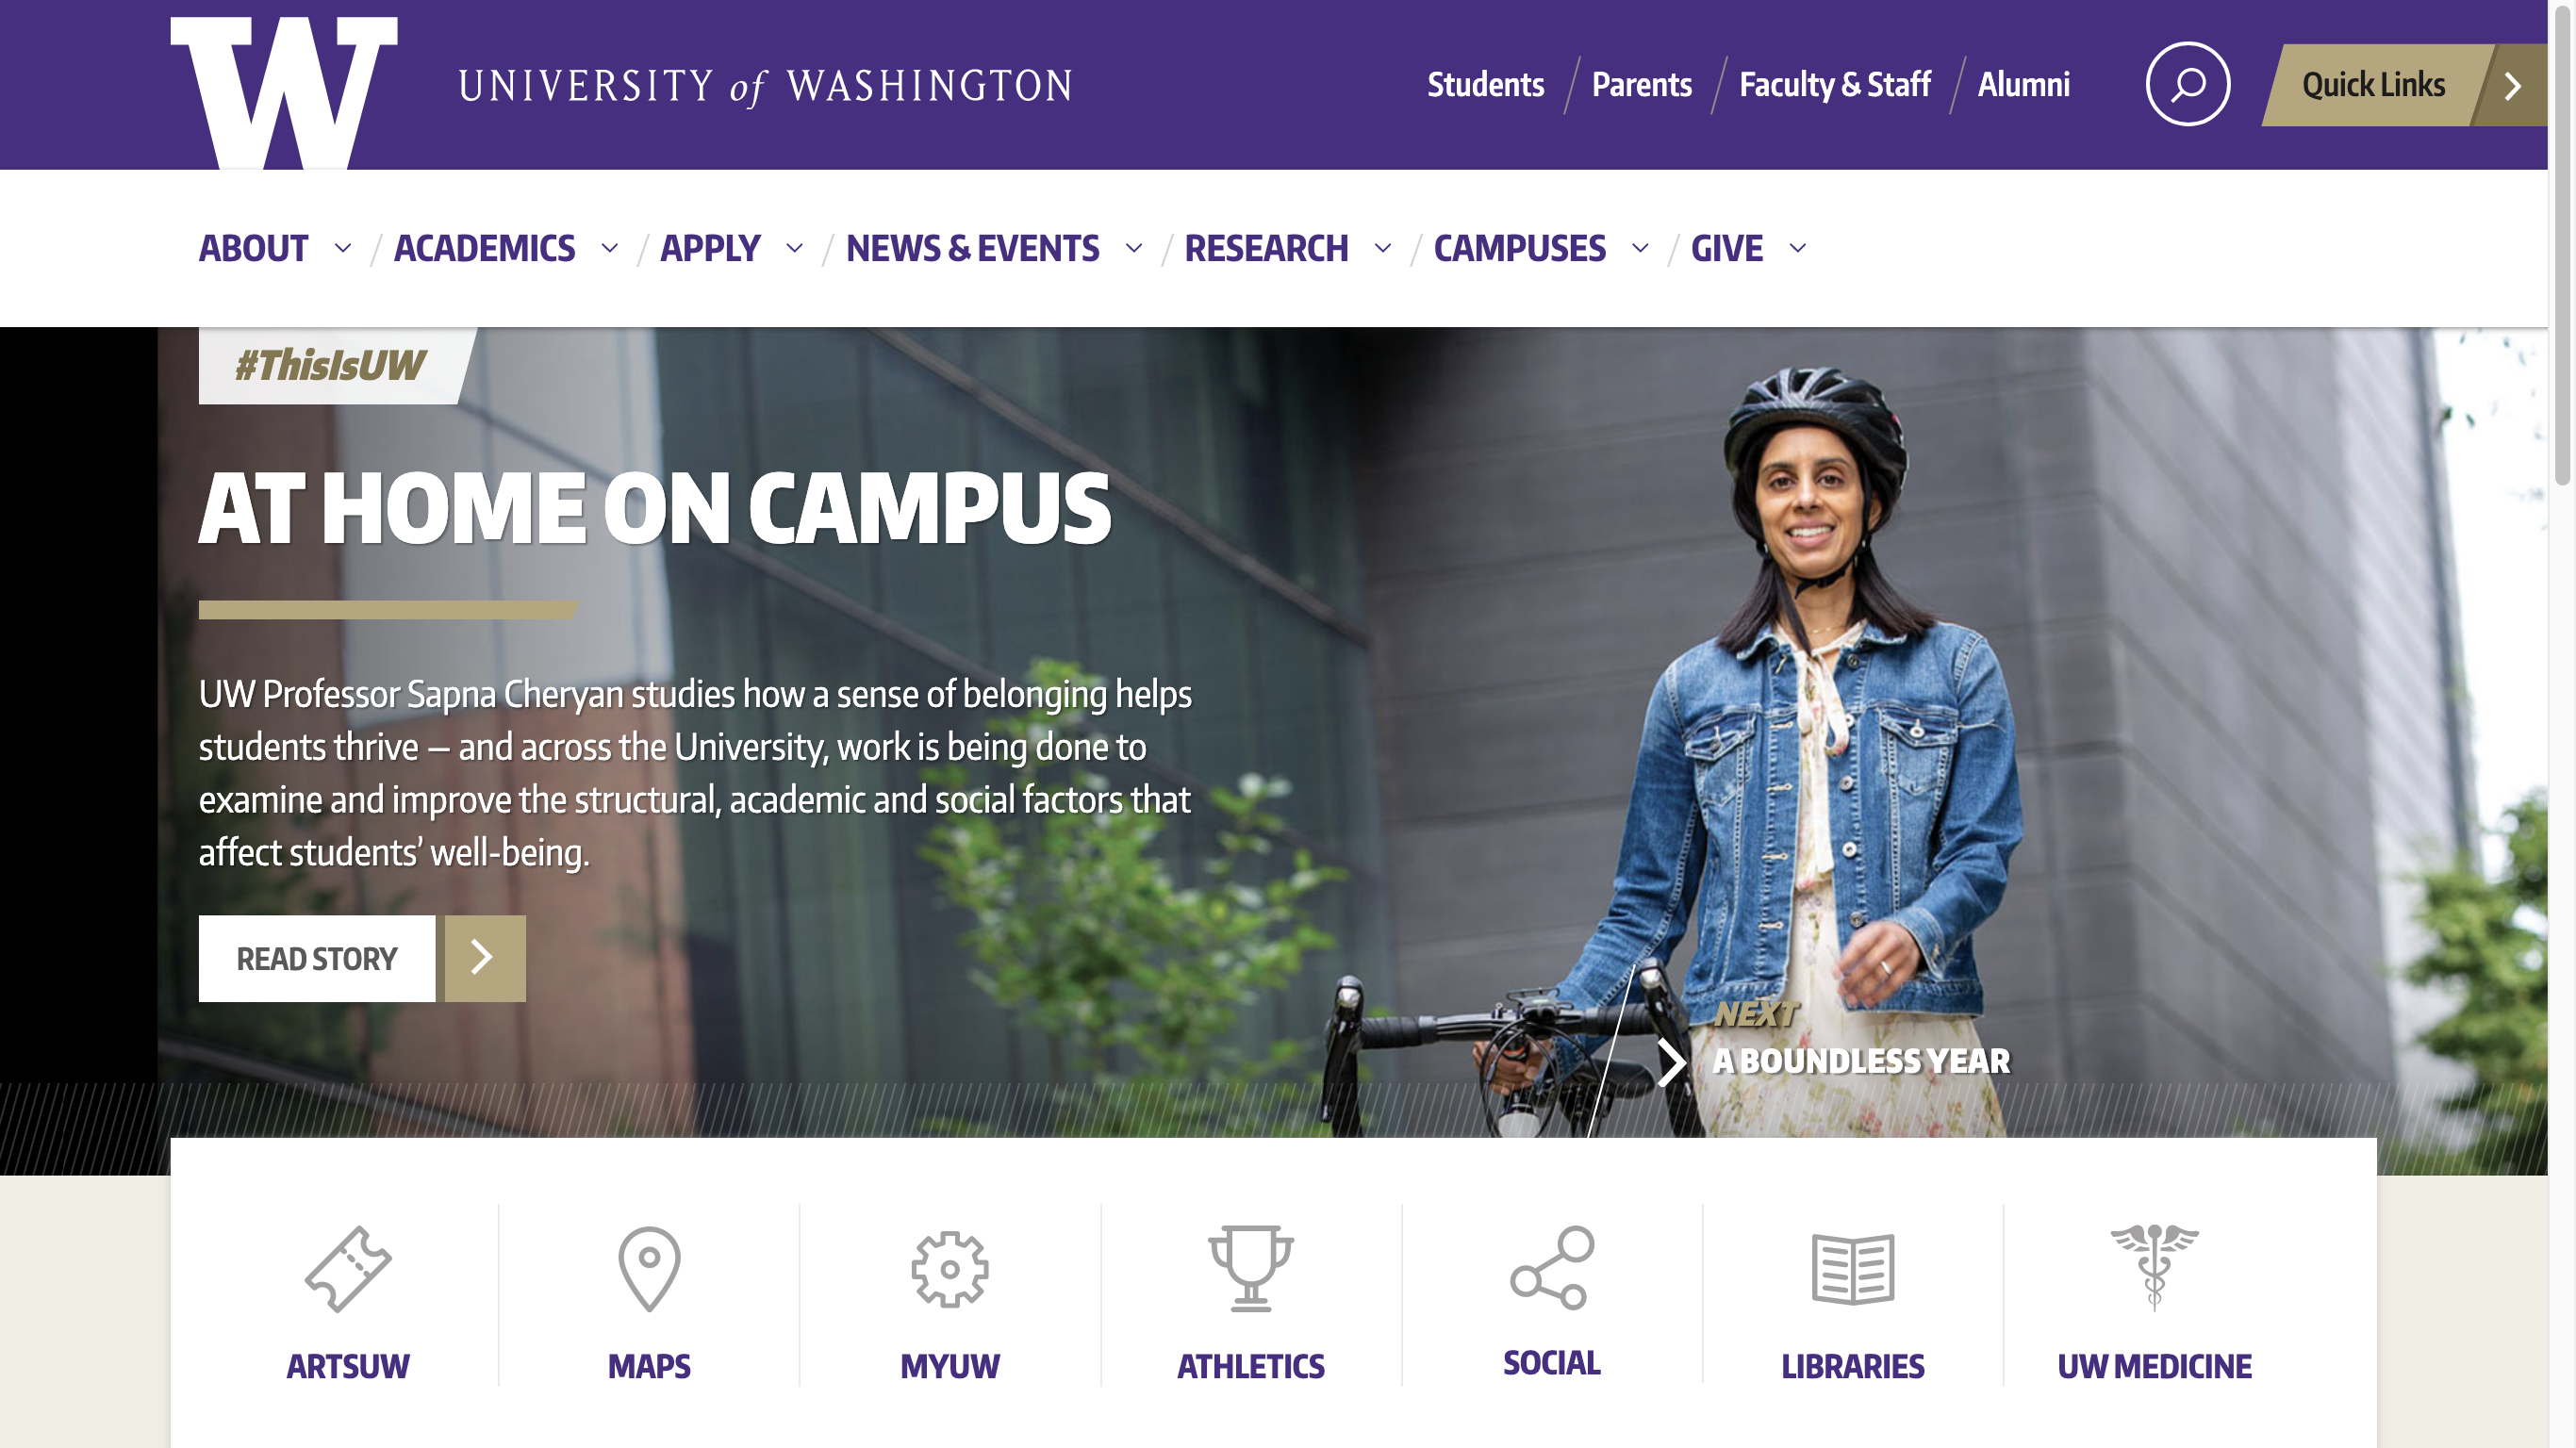 W
UNIVERSITY of WASHINGTON
Students
Parents
Faculty & Staff
Alumni
Quick Links
ABOUT
ACADEMICS
APPLY
NEWS & EVENTS
RESEARCH
CAMPUSES
GIVE
#ThisIsUW
AT HOME ON CAMPUS
UW Professor Sapna Cheryan studies how a sense of belonging helps
students thrive — and across the University, work is being done to
examine and improve the structural, academic and social factors that
affect students’ well-being.
READ STORY
NEXT
A BOUNDLESS YEAR
ARTSUW
MAPS
MYUW
ATHLETICS
SOCIAL
LIBRARIES
UW MEDICINE